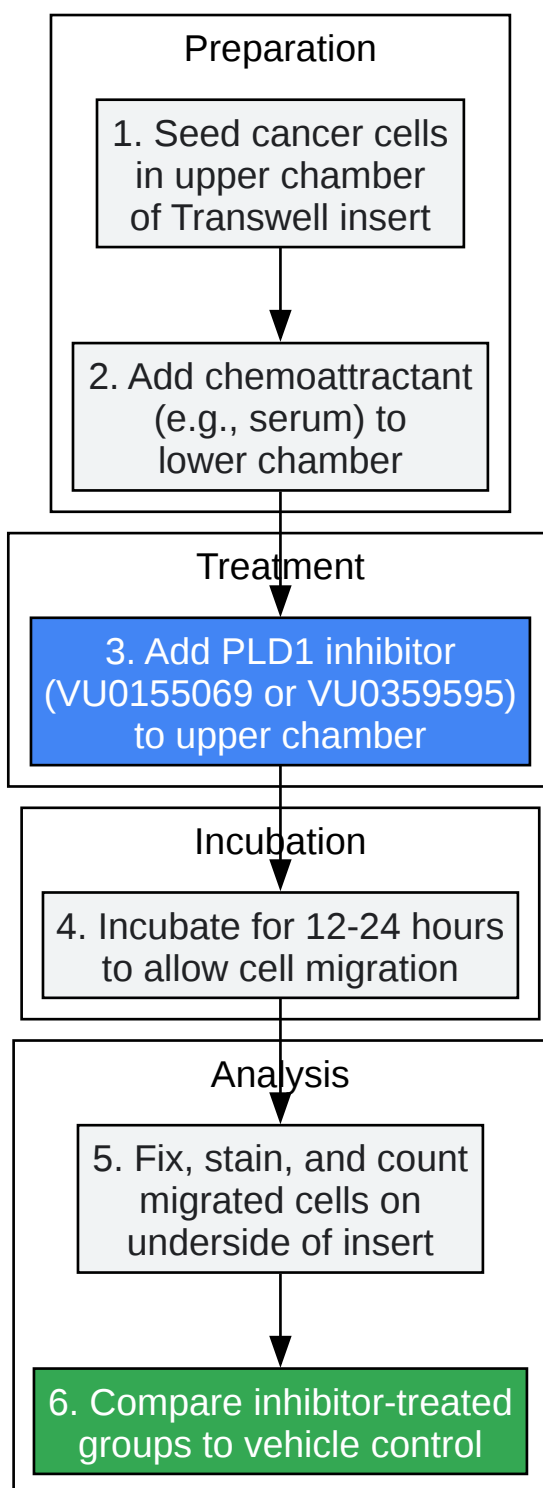 Preparation
1. Seed cancer cells
in upper chamber
of Transwell insert
2. Add chemoattractant
(e.g., serum) to
lower chamber
Treatment
3. Add PLD1 inhibitor
(VU0155069 or VU0359595)
to upper chamber
Incubation
4. Incubate for 12-24 hours
to allow cell migration
Analysis
5. Fix, stain, and count
migrated cells on
underside of insert
6. Compare inhibitor-treated
groups to vehicle control